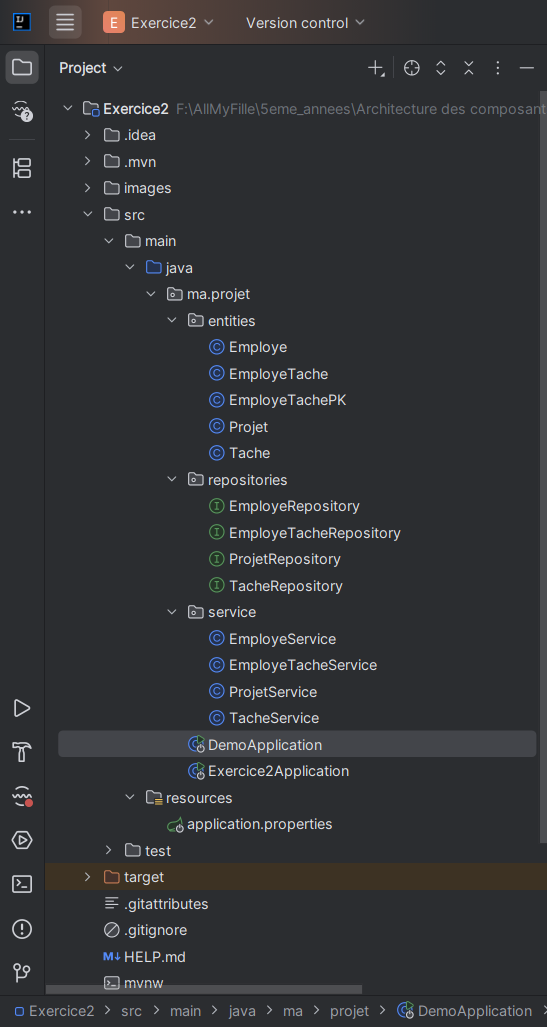 IJ E Exercice2 Version control
Project
Exercice2 F:\AllMyFille\5eme_annees\Architecture des composant
.idea
.mvn
images
src
main
java
ma.projet
entities
C Employe
C EmployeTache
C EmployeTachePK
C Projet
C Tache
repositories
I EmployeRepository
I EmployeTacheRepository
I ProjetRepository
I TacheRepository
service
C EmployeService
C EmployeTacheService
C ProjetService
C TacheService
C DemoApplication
C Exercice2Application
resources
application.properties
test
target
.gitattributes
.gitignore
M↓ HELP.md
mvnw
Exercice2 > src > main > java > ma > projet > C DemoApplication >